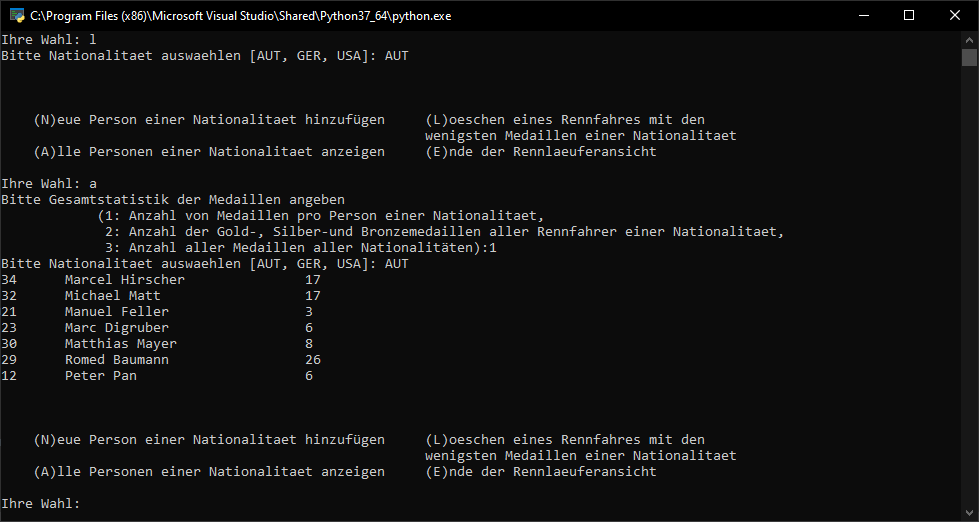 C:\Program Files (x86)\Microsoft Visual Studio\Shared\Python37_64\python.exe
Ihre Wahl: l
Bitte Nationalitaet auswaehlen [AUT, GER, USA]: AUT
(N)eue Person einer Nationalitaet hinzufügen     (L)oeschen eines Rennfahres mit den
wenigsten Medaillen einer Nationalitaet
(A)lle Personen einer Nationalitaet anzeigen     (E)nde der Rennlaeuferansicht
Ihre Wahl: a
Bitte Gesamtstatistik der Medaillen angeben
(1: Anzahl von Medaillen pro Person einer Nationalitaet,
2: Anzahl der Gold-, Silber-und Bronzemedaillen aller Rennfahrer einer Nationalitaet,
3: Anzahl aller Medaillen aller Nationalitäten):1
Bitte Nationalitaet auswaehlen [AUT, GER, USA]: AUT
34      Marcel Hirscher               17
32      Michael Matt                  17
21      Manuel Feller                 3
23      Marc Digruber                 6
30      Matthias Mayer                8
29      Romed Baumann                 26
12      Peter Pan                     6
(N)eue Person einer Nationalitaet hinzufügen     (L)oeschen eines Rennfahres mit den
wenigsten Medaillen einer Nationalitaet
(A)lle Personen einer Nationalitaet anzeigen     (E)nde der Rennlaeuferansicht
Ihre Wahl: